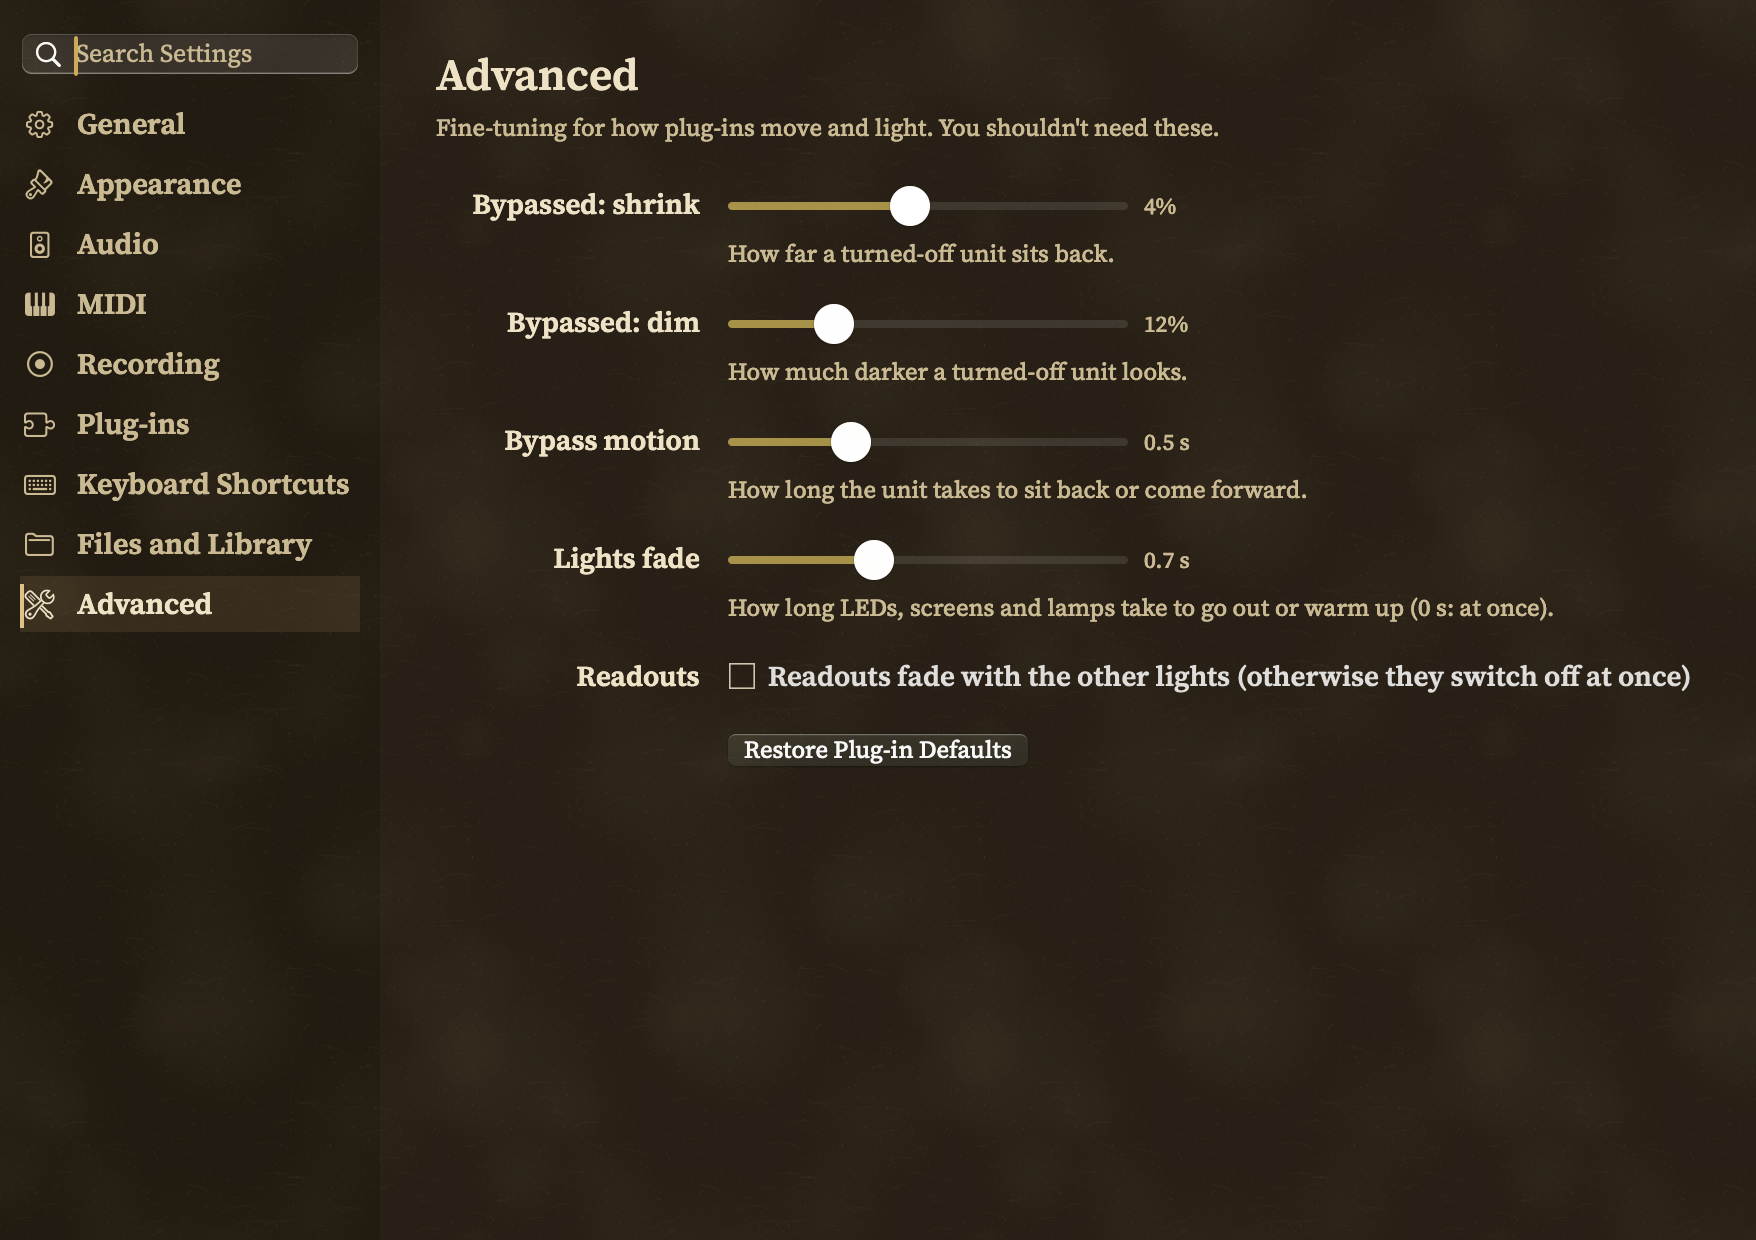 Search Settings
General
Appearance
Audio
MIDI
Recording
Plug-ins
Keyboard Shortcuts
Files and Library
Advanced
Advanced
Fine-tuning for how plug-ins move and light. You shouldn't need these.
Bypassed: shrink 4%
How far a turned-off unit sits back.
Bypassed: dim 12%
How much darker a turned-off unit looks.
Bypass motion 0.5 s
How long the unit takes to sit back or come forward.
Lights fade 0.7 s
How long LEDs, screens and lamps take to go out or warm up (0 s: at once).
Readouts Readouts fade with the other lights (otherwise they switch off at once)
Restore Plug-in Defaults